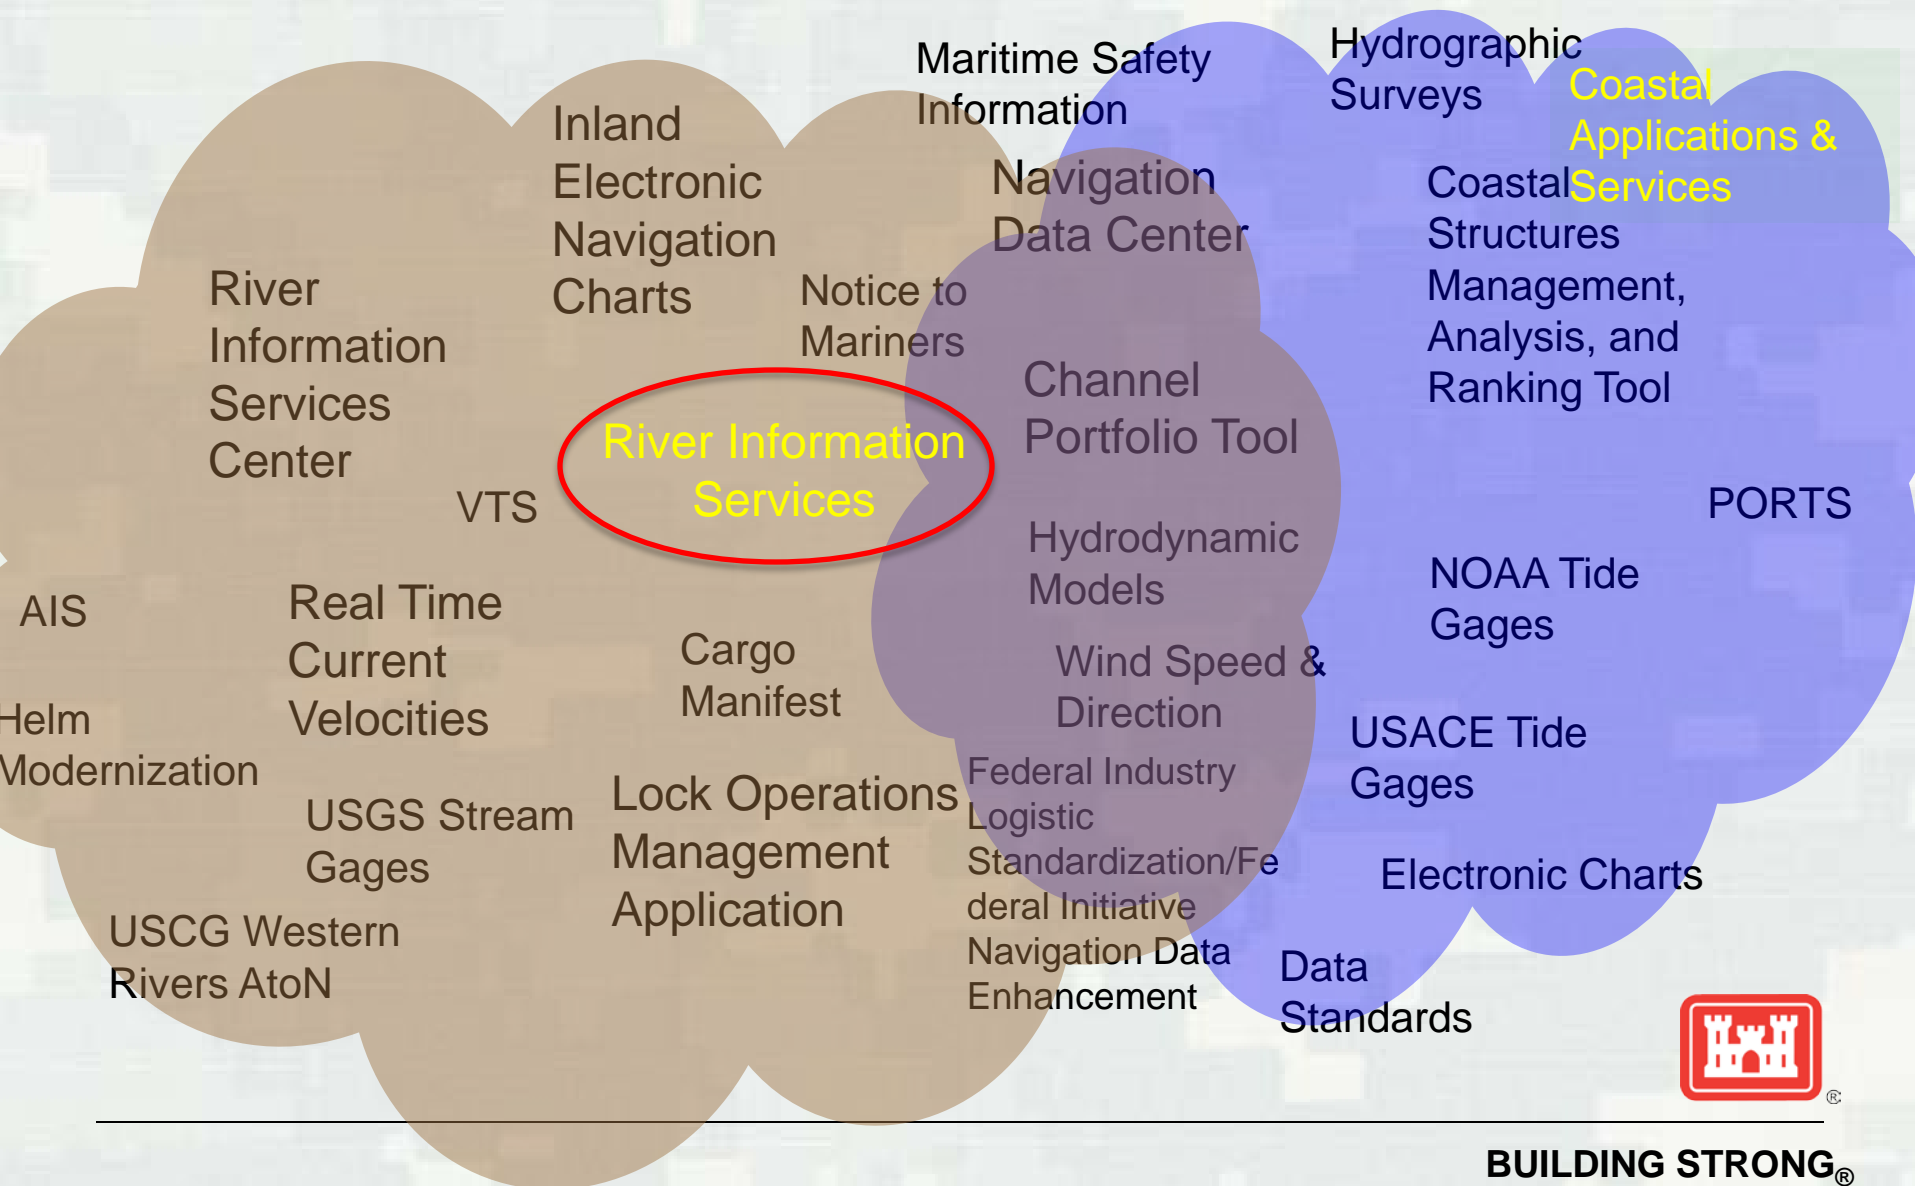 Maritime Safety
Information
Hydrographic
Surveys
Coastal
Applications &
Services
Inland
Electronic
Navigation
Charts
Navigation
Data Center
Coastal
Structures
Management,
Analysis, and
Ranking Tool
River
Information
Services
Center
Notice to
Mariners
Channel
Portfolio Tool
River Information
Services
VTS
PORTS
Hydrodynamic
Models
NOAA Tide
Gages
AIS
Real Time
Current
Velocities
Cargo
Manifest
Wind Speed &
Direction
Helm
Modernization
USACE Tide
Gages
Federal Industry
Logistic
Standardization/Fe
deral Initiative
Navigation Data
Enhancement
Lock Operations
Management
Application
USGS Stream
Gages
Electronic Charts
USCG Western
Rivers AtoN
Data
Standards
®
BUILDING STRONG®